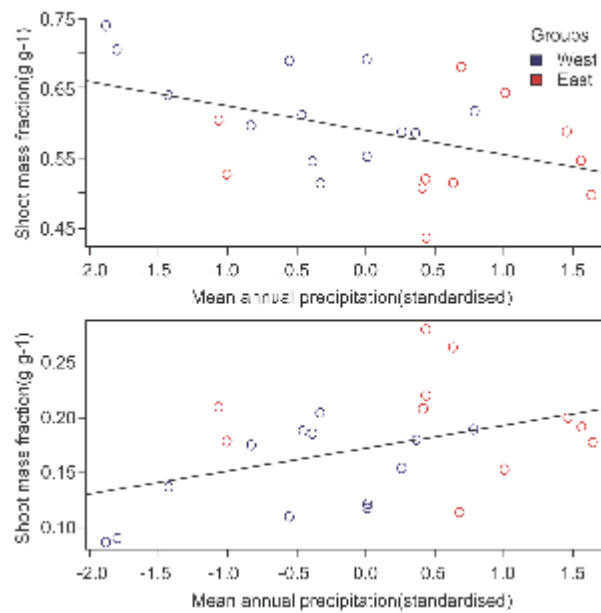 0.75
Groups
West
East
0.65
0.55
0.45
Shoot mass fraction(g g-1)
-2.0 -1.5 -1.0 -0.5 0.0 0.5 1.0 1.5
Mean annual precipitation(standardised)
0.25
0.20
0.15
0.10
Shoot mass fraction(g g-1)
-2.0 -1.5 -1.0 -0.5 0.0 0.5 1.0 1.5
Mean annual precipitation(standardised)